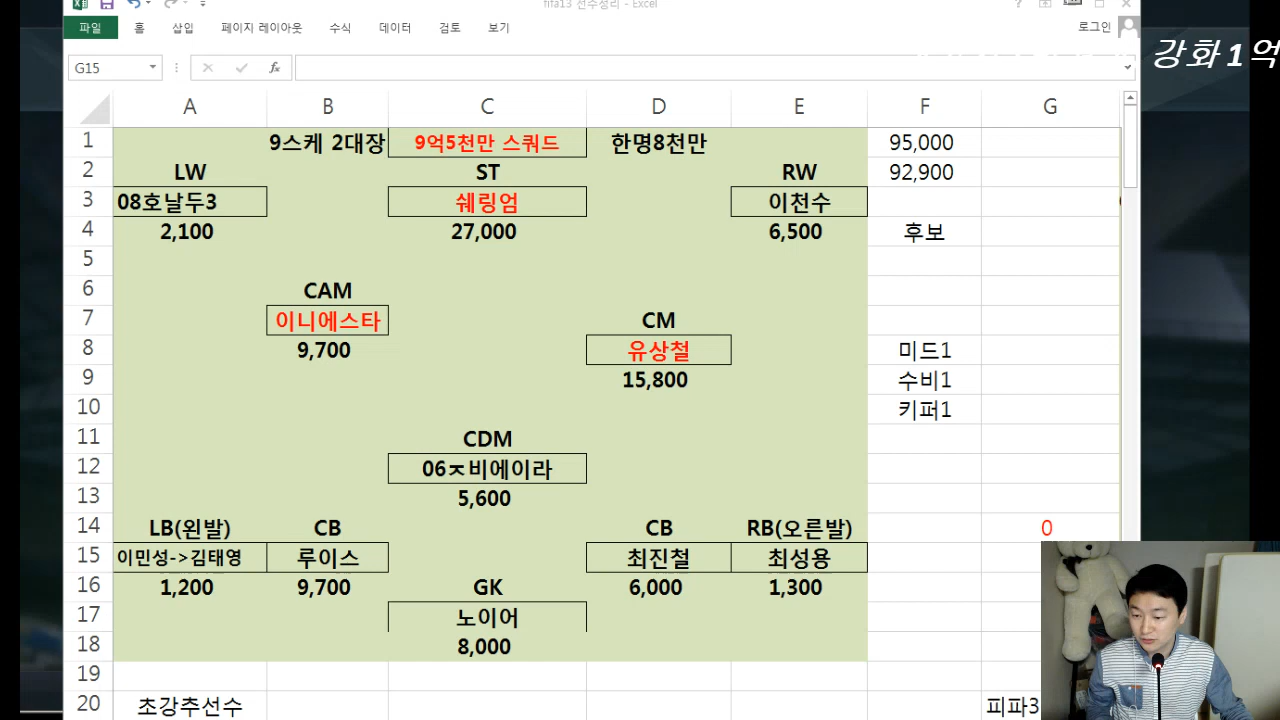 fifa13 선수정리 - Excel
파일 홈 삽입 페이지 레이아웃 수식 데이터 검토 보기 로그인
강화 1 억
G15 fx
A B C D E F G
1 9스케 2대장 9억5천만 스쿼드 한명8천만 95,000
2 LW ST RW 92,900
3 08호날두3 쉐링엄 이천수
4 2,100 27,000 6,500 후보
5
6 CAM
7 이니에스타 CM
8 9,700 유상철 미드1
9 15,800 수비1
10 키퍼1
11 CDM
12 06ㅈ비에이라
13 5,600
14 LB(왼발) CB CB RB(오른발) 0
15 이민성->김태영 루이스 최진철 최성용
16 1,200 9,700 GK 6,000 1,300
17 노이어
18 8,000
19
20 초강추선수 피파3